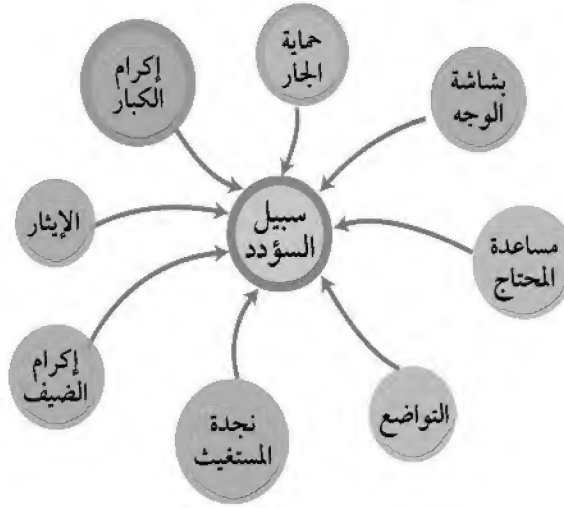 حماية
الجار
بشاشة
الوجه
مساعدة
المحتاج
التواضع
نجدة
المستغيث
إكرام
الضيف
الإيثار
إكرام
الكبار
سبيل
السؤدد